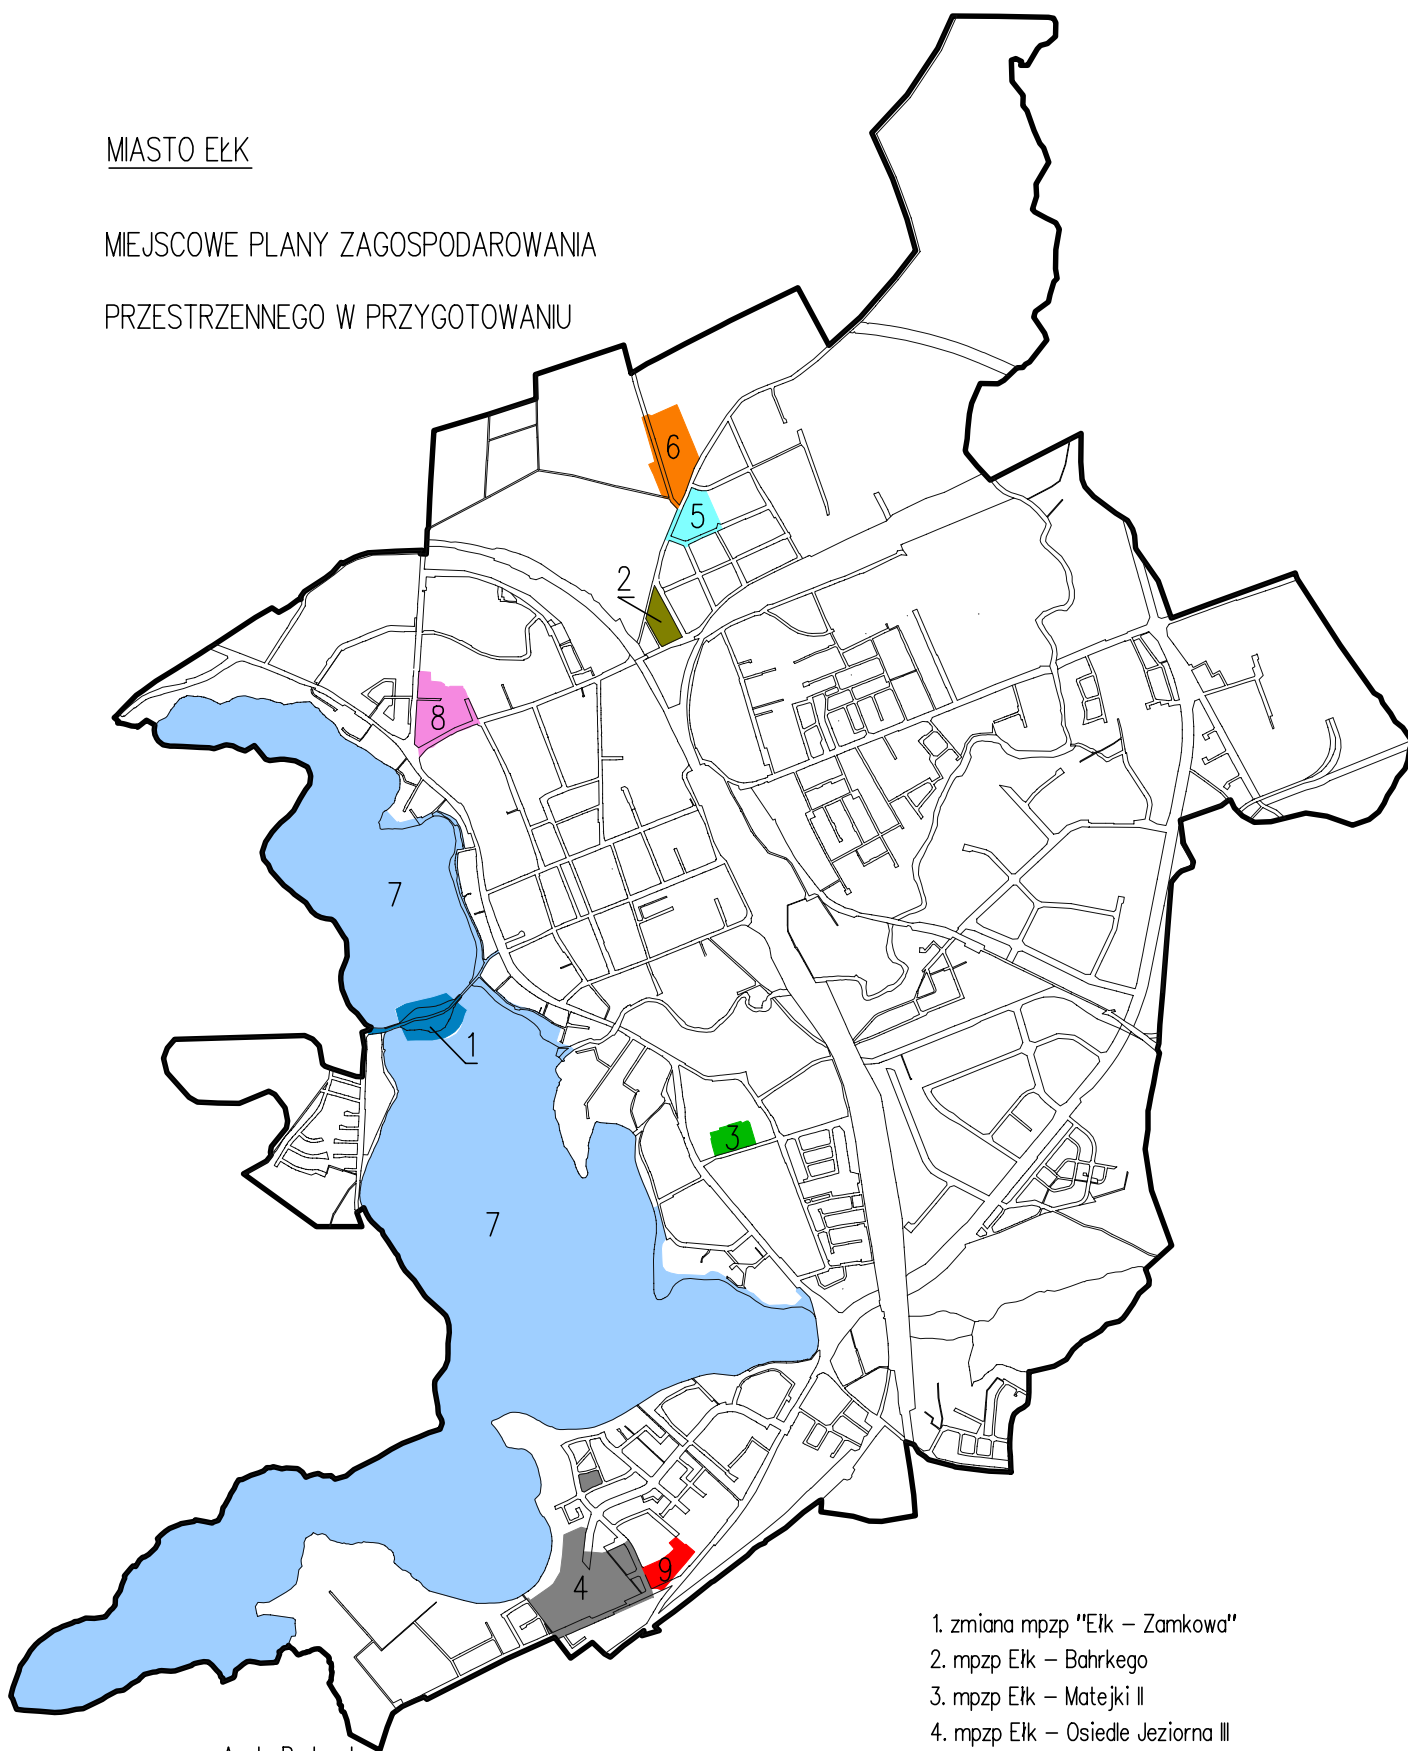 MIASTO EŁK
MIEJSCOWE PLANY ZAGOSPODAROWANIA
PRZESTRZENNEGO W PRZYGOTOWANIU
6
5
2
8
7
1
3
7
9
4
1. zmiana mpzp "Ełk – Zamkowa"
2. mpzp Ełk – Bahrkego
3. mpzp Ełk – Matejki II
4. mpzp Ełk – Osiedle Jeziorna III